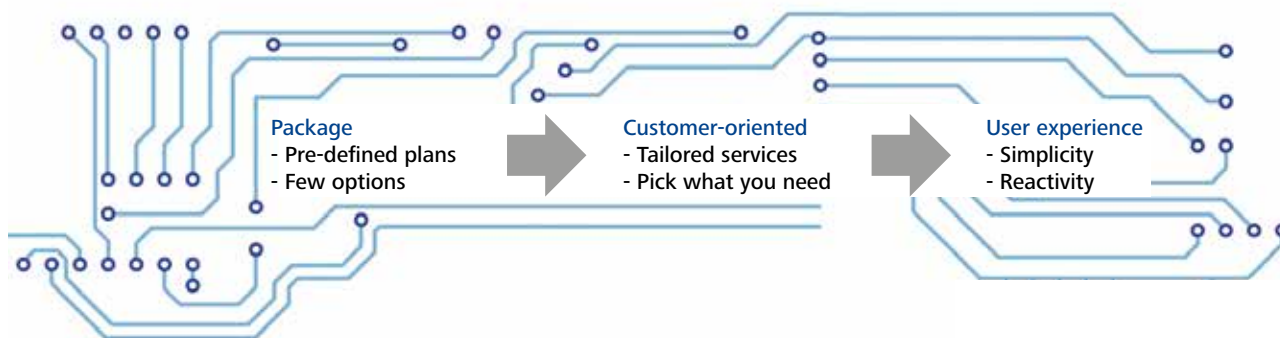 Package
- Pre-defined plans
- Few options
Customer-oriented
- Tailored services
- Pick what you need
User experience
- Simplicity
- Reactivity